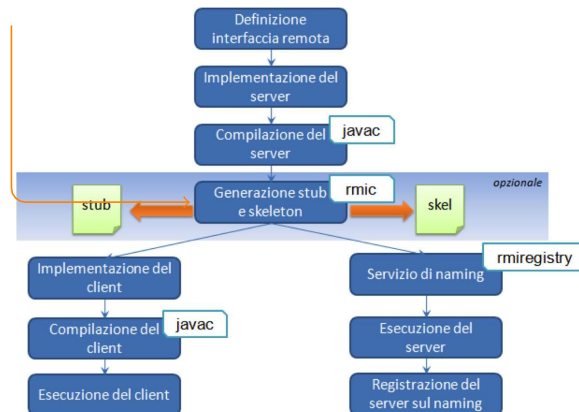 Definizione
interfaccia remota
Implementazione del
server
Compilazione del
server
javac
opzionale
stub
Generazione stub
e skeleton
rmic
skel
Implementazione del
client
Servizio di naming
rmiregistry
Compilazione del
client
javac
Esecuzione del
server
Esecuzione del client
Registrazione del
server sul naming